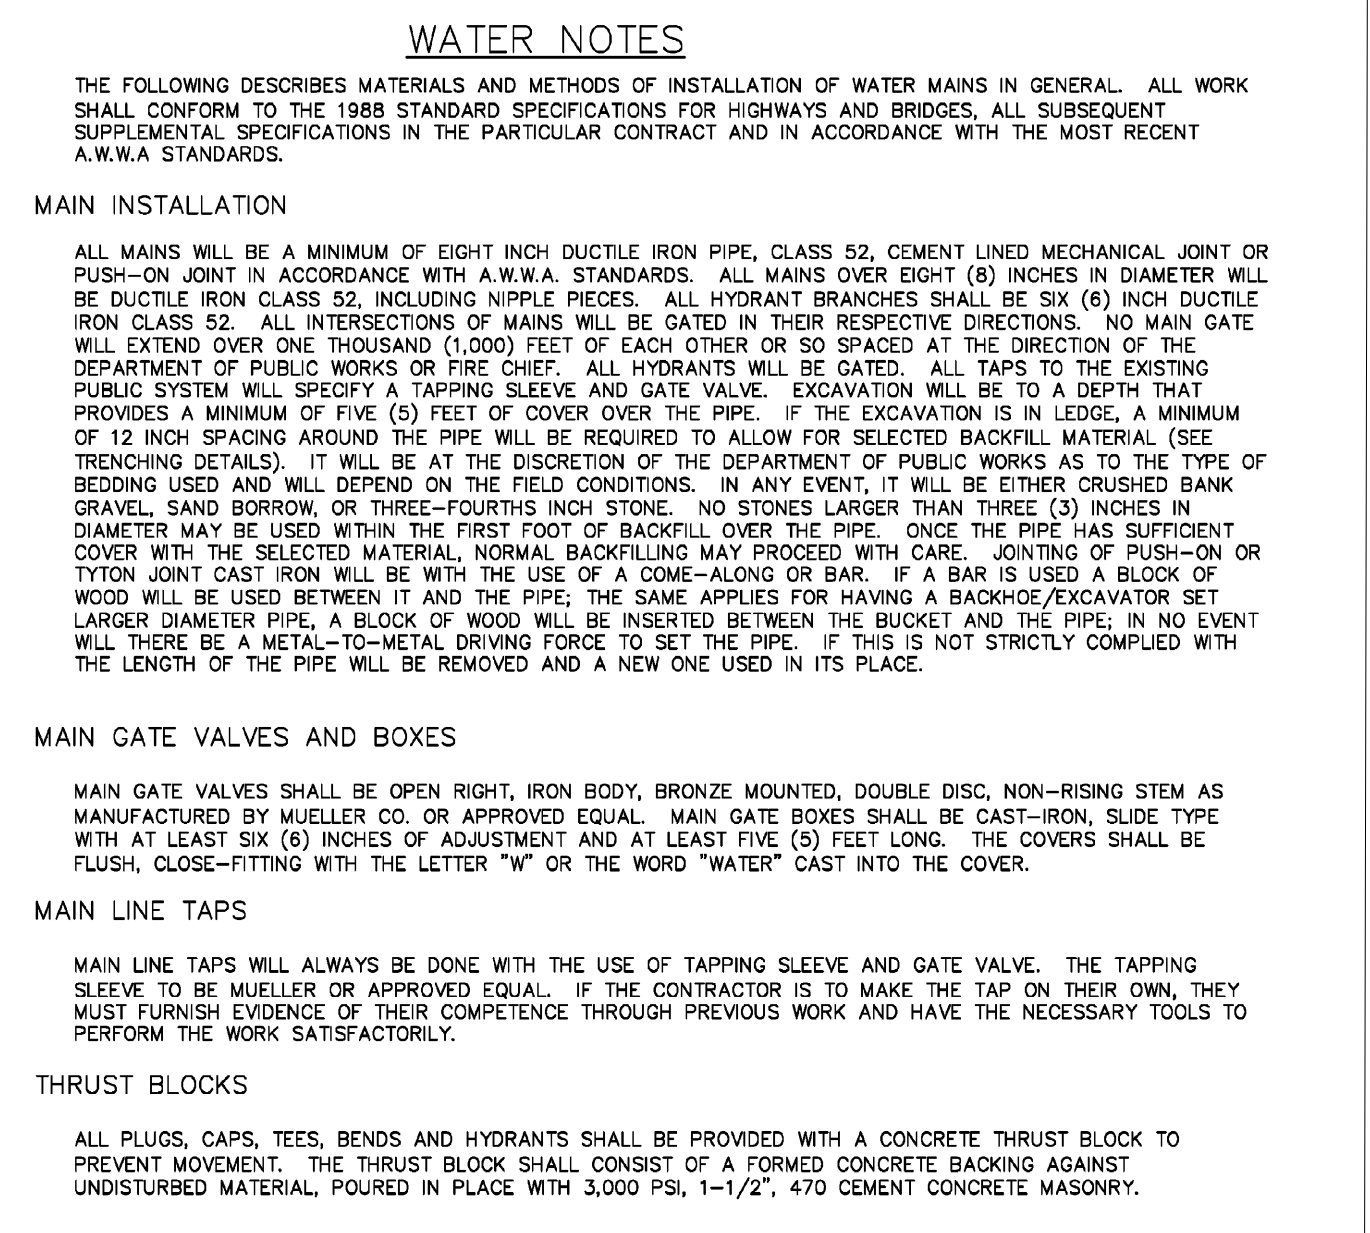 WATER NOTES
THE FOLLOWING DESCRIBES MATERIALS AND METHODS OF INSTALLATION OF WATER MAINS IN GENERAL. ALL WORK
SHALL CONFORM TO THE 1988 STANDARD SPECIFICATIONS FOR HIGHWAYS AND BRIDGES, ALL SUBSEQUENT
SUPPLEMENTAL SPECIFICATIONS IN THE PARTICULAR CONTRACT AND IN ACCORDANCE WITH THE MOST RECENT
A.W.W.A STANDARDS.
MAIN INSTALLATION
ALL MAINS WILL BE A MINIMUM OF EIGHT INCH DUCTILE IRON PIPE, CLASS 52, CEMENT LINED MECHANICAL JOINT OR
PUSH-ON JOINT IN ACCORDANCE WITH A.W.W.A. STANDARDS. ALL MAINS OVER EIGHT (8) INCHES IN DIAMETER WILL
BE DUCTILE IRON CLASS 52, INCLUDING NIPPLE PIECES. ALL HYDRANT BRANCHES SHALL BE SIX (6) INCH DUCTILE
IRON CLASS 52. ALL INTERSECTIONS OF MAINS WILL BE GATED IN THEIR RESPECTIVE DIRECTIONS. NO MAIN GATE
WILL EXTEND OVER ONE THOUSAND (1,000) FEET OF EACH OTHER OR SO SPACED AT THE DIRECTION OF THE
DEPARTMENT OF PUBLIC WORKS OR FIRE CHIEF. ALL HYDRANTS WILL BE GATED. ALL TAPS TO THE EXISTING
PUBLIC SYSTEM WILL SPECIFY A TAPPING SLEEVE AND GATE VALVE. EXCAVATION WILL BE TO A DEPTH THAT
PROVIDES A MINIMUM OF FIVE (5) FEET OF COVER OVER THE PIPE. IF THE EXCAVATION IS IN LEDGE, A MINIMUM
OF 12 INCH SPACING AROUND THE PIPE WILL BE REQUIRED TO ALLOW FOR SELECTED BACKFILL MATERIAL (SEE
TRENCHING DETAILS). IT WILL BE AT THE DISCRETION OF THE DEPARTMENT OF PUBLIC WORKS AS TO THE TYPE OF
BEDDING USED AND WILL DEPEND ON THE FIELD CONDITIONS. IN ANY EVENT, IT WILL BE EITHER CRUSHED BANK
GRAVEL, SAND BORROW, OR THREE-FOURTHS INCH STONE. NO STONES LARGER THAN THREE (3) INCHES IN
DIAMETER MAY BE USED WITHIN THE FIRST FOOT OF BACKFILL OVER THE PIPE. ONCE THE PIPE HAS SUFFICIENT
COVER WITH THE SELECTED MATERIAL, NORMAL BACKFILLING MAY PROCEED WITH CARE. JOINTING OF PUSH-ON OR
TYTON JOINT CAST IRON WILL BE WITH THE USE OF A COME-ALONG OR BAR. IF A BAR IS USED A BLOCK OF
WOOD WILL BE USED BETWEEN IT AND THE PIPE; THE SAME APPLIES FOR HAVING A BACKHOE/EXCAVATOR SET
LARGER DIAMETER PIPE, A BLOCK OF WOOD WILL BE INSERTED BETWEEN THE BUCKET AND THE PIPE; IN NO EVENT
WILL THERE BE A METAL-TO-METAL DRIVING FORCE TO SET THE PIPE. IF THIS IS NOT STRICTLY COMPLIED WITH
THE LENGTH OF THE PIPE WILL BE REMOVED AND A NEW ONE USED IN ITS PLACE.
MAIN GATE VALVES AND BOXES
MAIN GATE VALVES SHALL BE OPEN RIGHT, IRON BODY, BRONZE MOUNTED, DOUBLE DISC, NON-RISING STEM AS
MANUFACTURED BY MUELLER CO. OR APPROVED EQUAL. MAIN GATE BOXES SHALL BE CAST-IRON, SLIDE TYPE
WITH AT LEAST SIX (6) INCHES OF ADJUSTMENT AND AT LEAST FIVE (5) FEET LONG. THE COVERS SHALL BE
FLUSH, CLOSE-FITTING WITH THE LETTER "W" OR THE WORD "WATER" CAST INTO THE COVER.
MAIN LINE TAPS
MAIN LINE TAPS WILL ALWAYS BE DONE WITH THE USE OF TAPPING SLEEVE AND GATE VALVE. THE TAPPING
SLEEVE TO BE MUELLER OR APPROVED EQUAL. IF THE CONTRACTOR IS TO MAKE THE TAP ON THEIR OWN, THEY
MUST FURNISH EVIDENCE OF THEIR COMPETENCE THROUGH PREVIOUS WORK AND HAVE THE NECESSARY TOOLS TO
PERFORM THE WORK SATISFACTORILY.
THRUST BLOCKS
ALL PLUGS, CAPS, TEES, BENDS AND HYDRANTS SHALL BE PROVIDED WITH A CONCRETE THRUST BLOCK TO
PREVENT MOVEMENT. THE THRUST BLOCK SHALL CONSIST OF A FORMED CONCRETE BACKING AGAINST
UNDISTURBED MATERIAL, POURED IN PLACE WITH 3,000 PSI, 1-1/2", 470 CEMENT CONCRETE MASONRY.